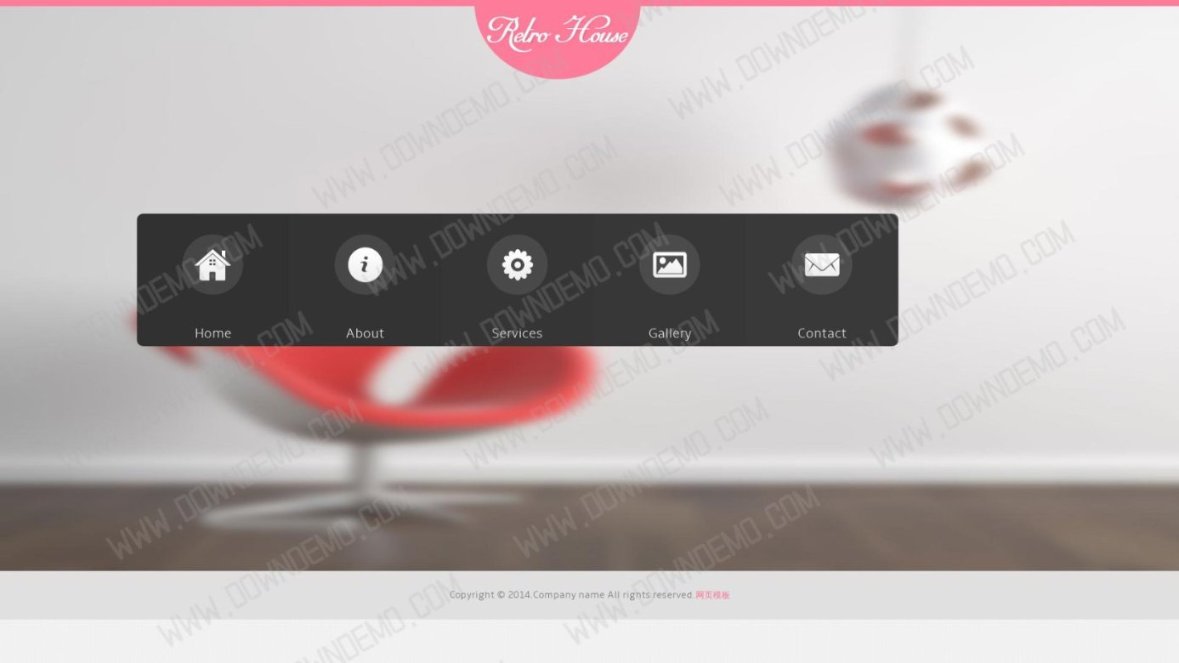 Retro House
WWW.DOWNDEMO.COM
Home
About
Services
Gallery
Contact
Copyright © 2014.Company name All rights reserved.网页模板